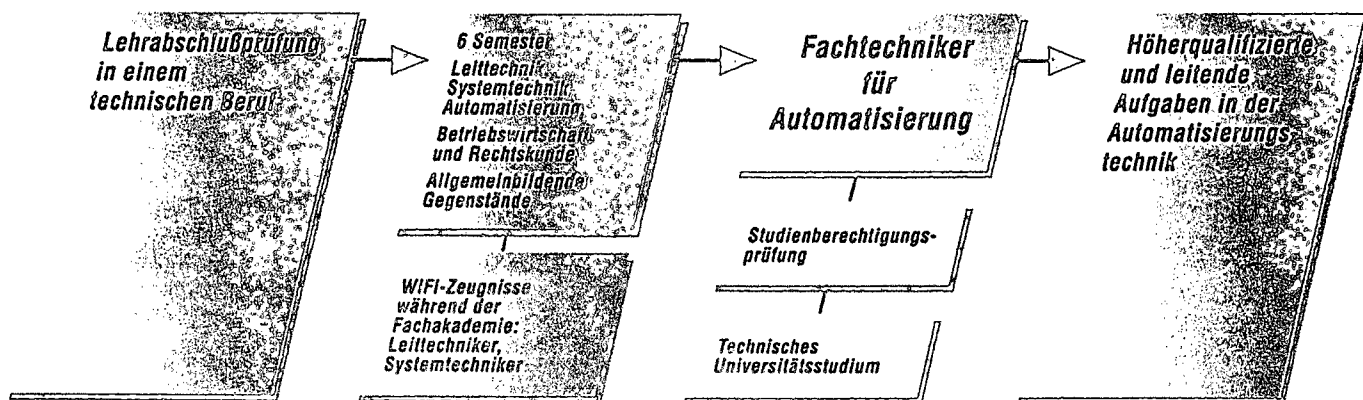 Lehrabschlußprüfung
in einem
technischen Beruf
6 Semester
Leittechnik
Systemtechnik
Automatisierung
Betriebswirtschaft
und Rechtskunde
Allgemeinbildende
Gegenstände
WIFI-Zeugnisse
während der
Fachakademie:
Leittechniker,
Systemtechniker
Fachtechniker
für
Automatisierung
Studienberechtigungs-
prüfung
Technisches
Universitätsstudium
Höherqualifizierte
und leitende
Aufgaben in der
Automatisierungs-
technik